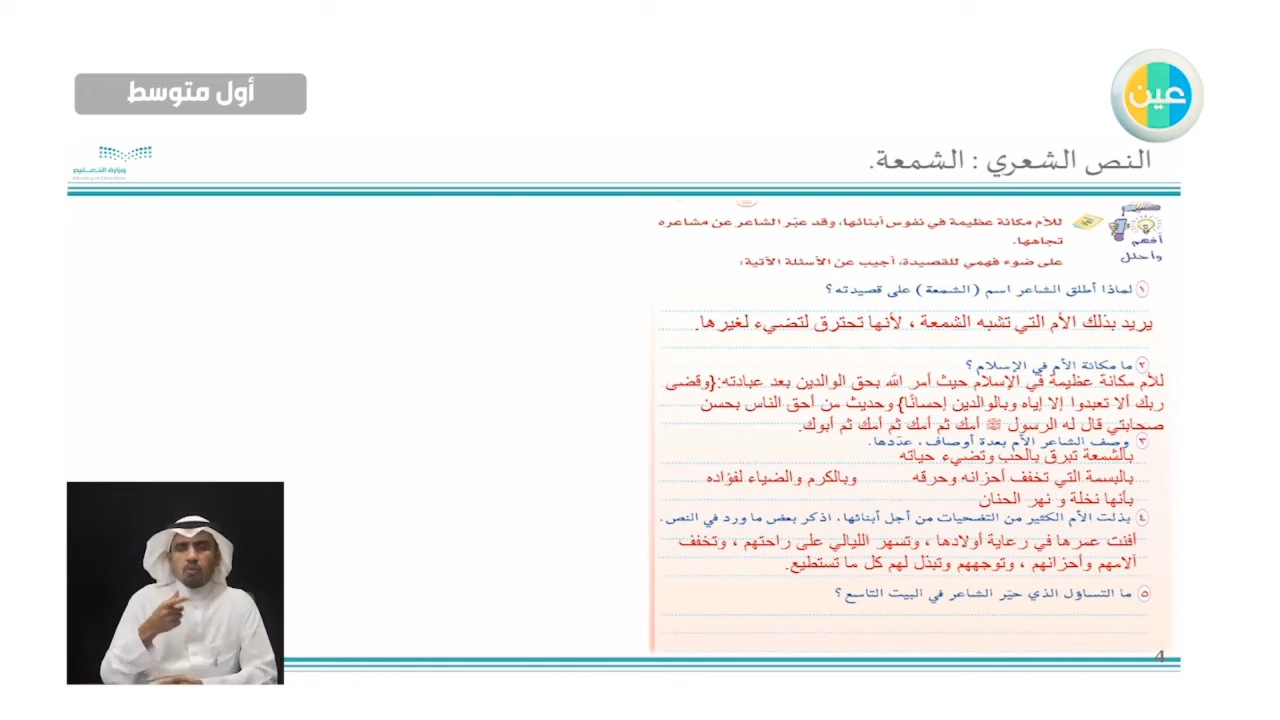 أول متوسط
عين
وزارة التعليم
Ministry of Education
النص الشعري : الشمعة.
أفهم
وأحلل
للأم مكانة عظيمة في نفوس أبنائها، وقد عبّر الشاعر عن مشاعره
تجاهها.
على ضوء فهمي للقصيدة، أجيب عن الأسئلة الآتية:
١ لماذا أطلق الشاعر اسم (الشمعة) على قصيدته ؟
يريد بذلك الأم التي تشبه الشمعة ، لأنها تحترق لتضيء لغيرها.
٢ ما مكانة الأم في الإسلام ؟
للأم مكانة عظيمة في الإسلام حيث أمر الله بحق الوالدين بعد عبادته:{وقضى
ربك ألا تعبدوا إلا إياه وبالوالدين إحسانًا} وحديث من أحق الناس بحسن
صحابتي قال له الرسول ﷺ أمك ثم أمك ثم أمك ثم أبوك.
٣ وصف الشاعر الأم بعدة أوصاف ، عدّدها.
بالشمعة تبرق بالحب وتضيء حياته
بالبسمة التي تخفف أحزانه وحرقه وبالكرم والضياء لفؤاده
بأنها نخلة و نهر الحنان
٤ بذلت الأم الكثير من التضحيات من أجل أبنائها، اذكر بعض ما ورد في النص.
أفنت عمرها في رعاية أولادها ، وتسهر الليالي على راحتهم ، وتخفف
آلامهم وأحزانهم ، وتوجههم وتبذل لهم كل ما تستطيع.
٥ ما التساؤل الذي حيّر الشاعر في البيت التاسع ؟
4